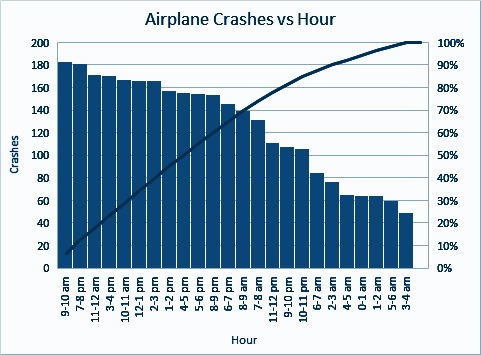 Airplane Crashes vs Hour
200 100%
180 90%
160 80%
140 70%
120 60%
100 50%
80 40%
60 30%
40 20%
20 10%
0 0%
Crashes
9-10 am
7-8 pm
11-12 am
3-4 pm
10-11 am
12-1 pm
2-3 pm
1-2 pm
4-5 pm
5-6 pm
8-9 pm
6-7 pm
8-9 am
7-8 am
11-12 pm
9-10 pm
10-11 pm
6-7 am
2-3 am
4-5 am
0-1 am
1-2 am
5-6 am
3-4 am
Hour